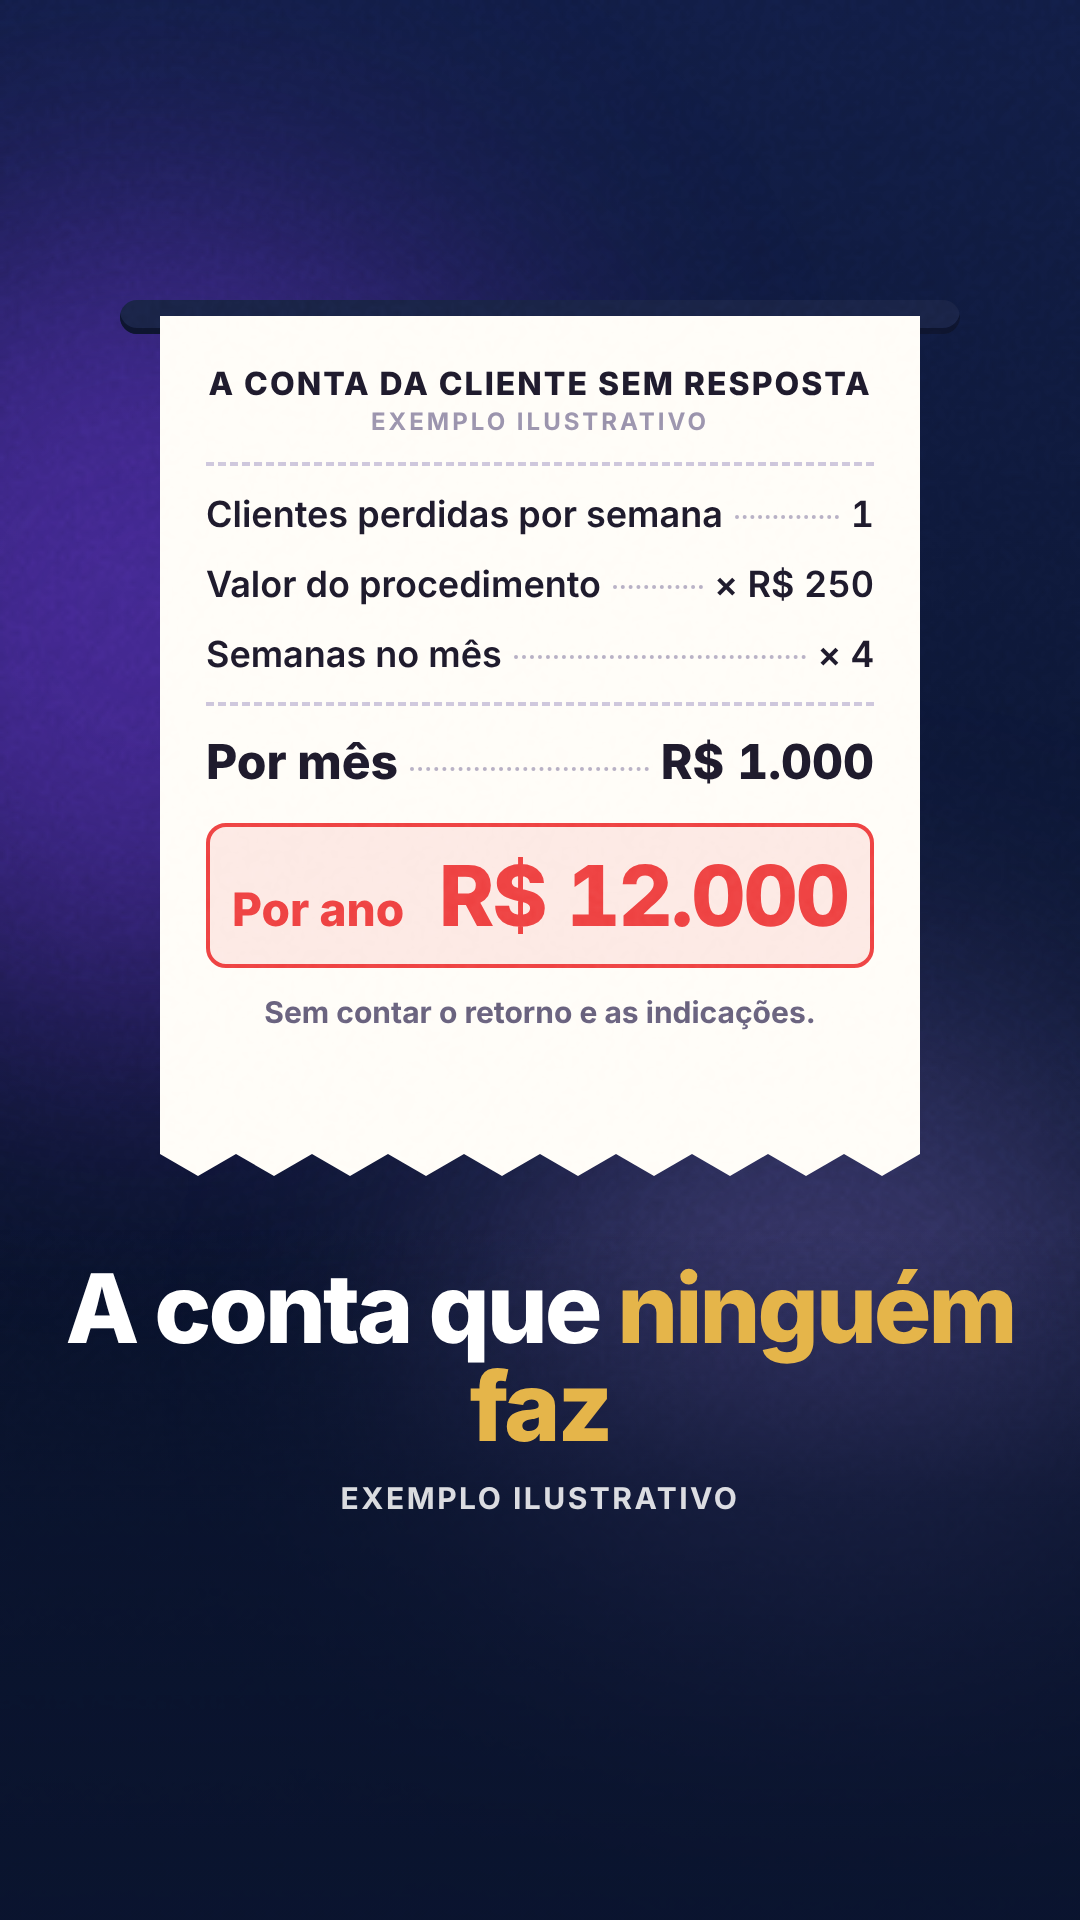 A CONTA DA CLIENTE SEM RESPOSTA
EXEMPLO ILUSTRATIVO
Clientes perdidas por semana 1
Valor do procedimento × R$ 250
Semanas no mês × 4
Por mês R$ 1.000
Por ano R$ 12.000
Sem contar o retorno e as indicações.
A conta que ninguém
faz
EXEMPLO ILUSTRATIVO